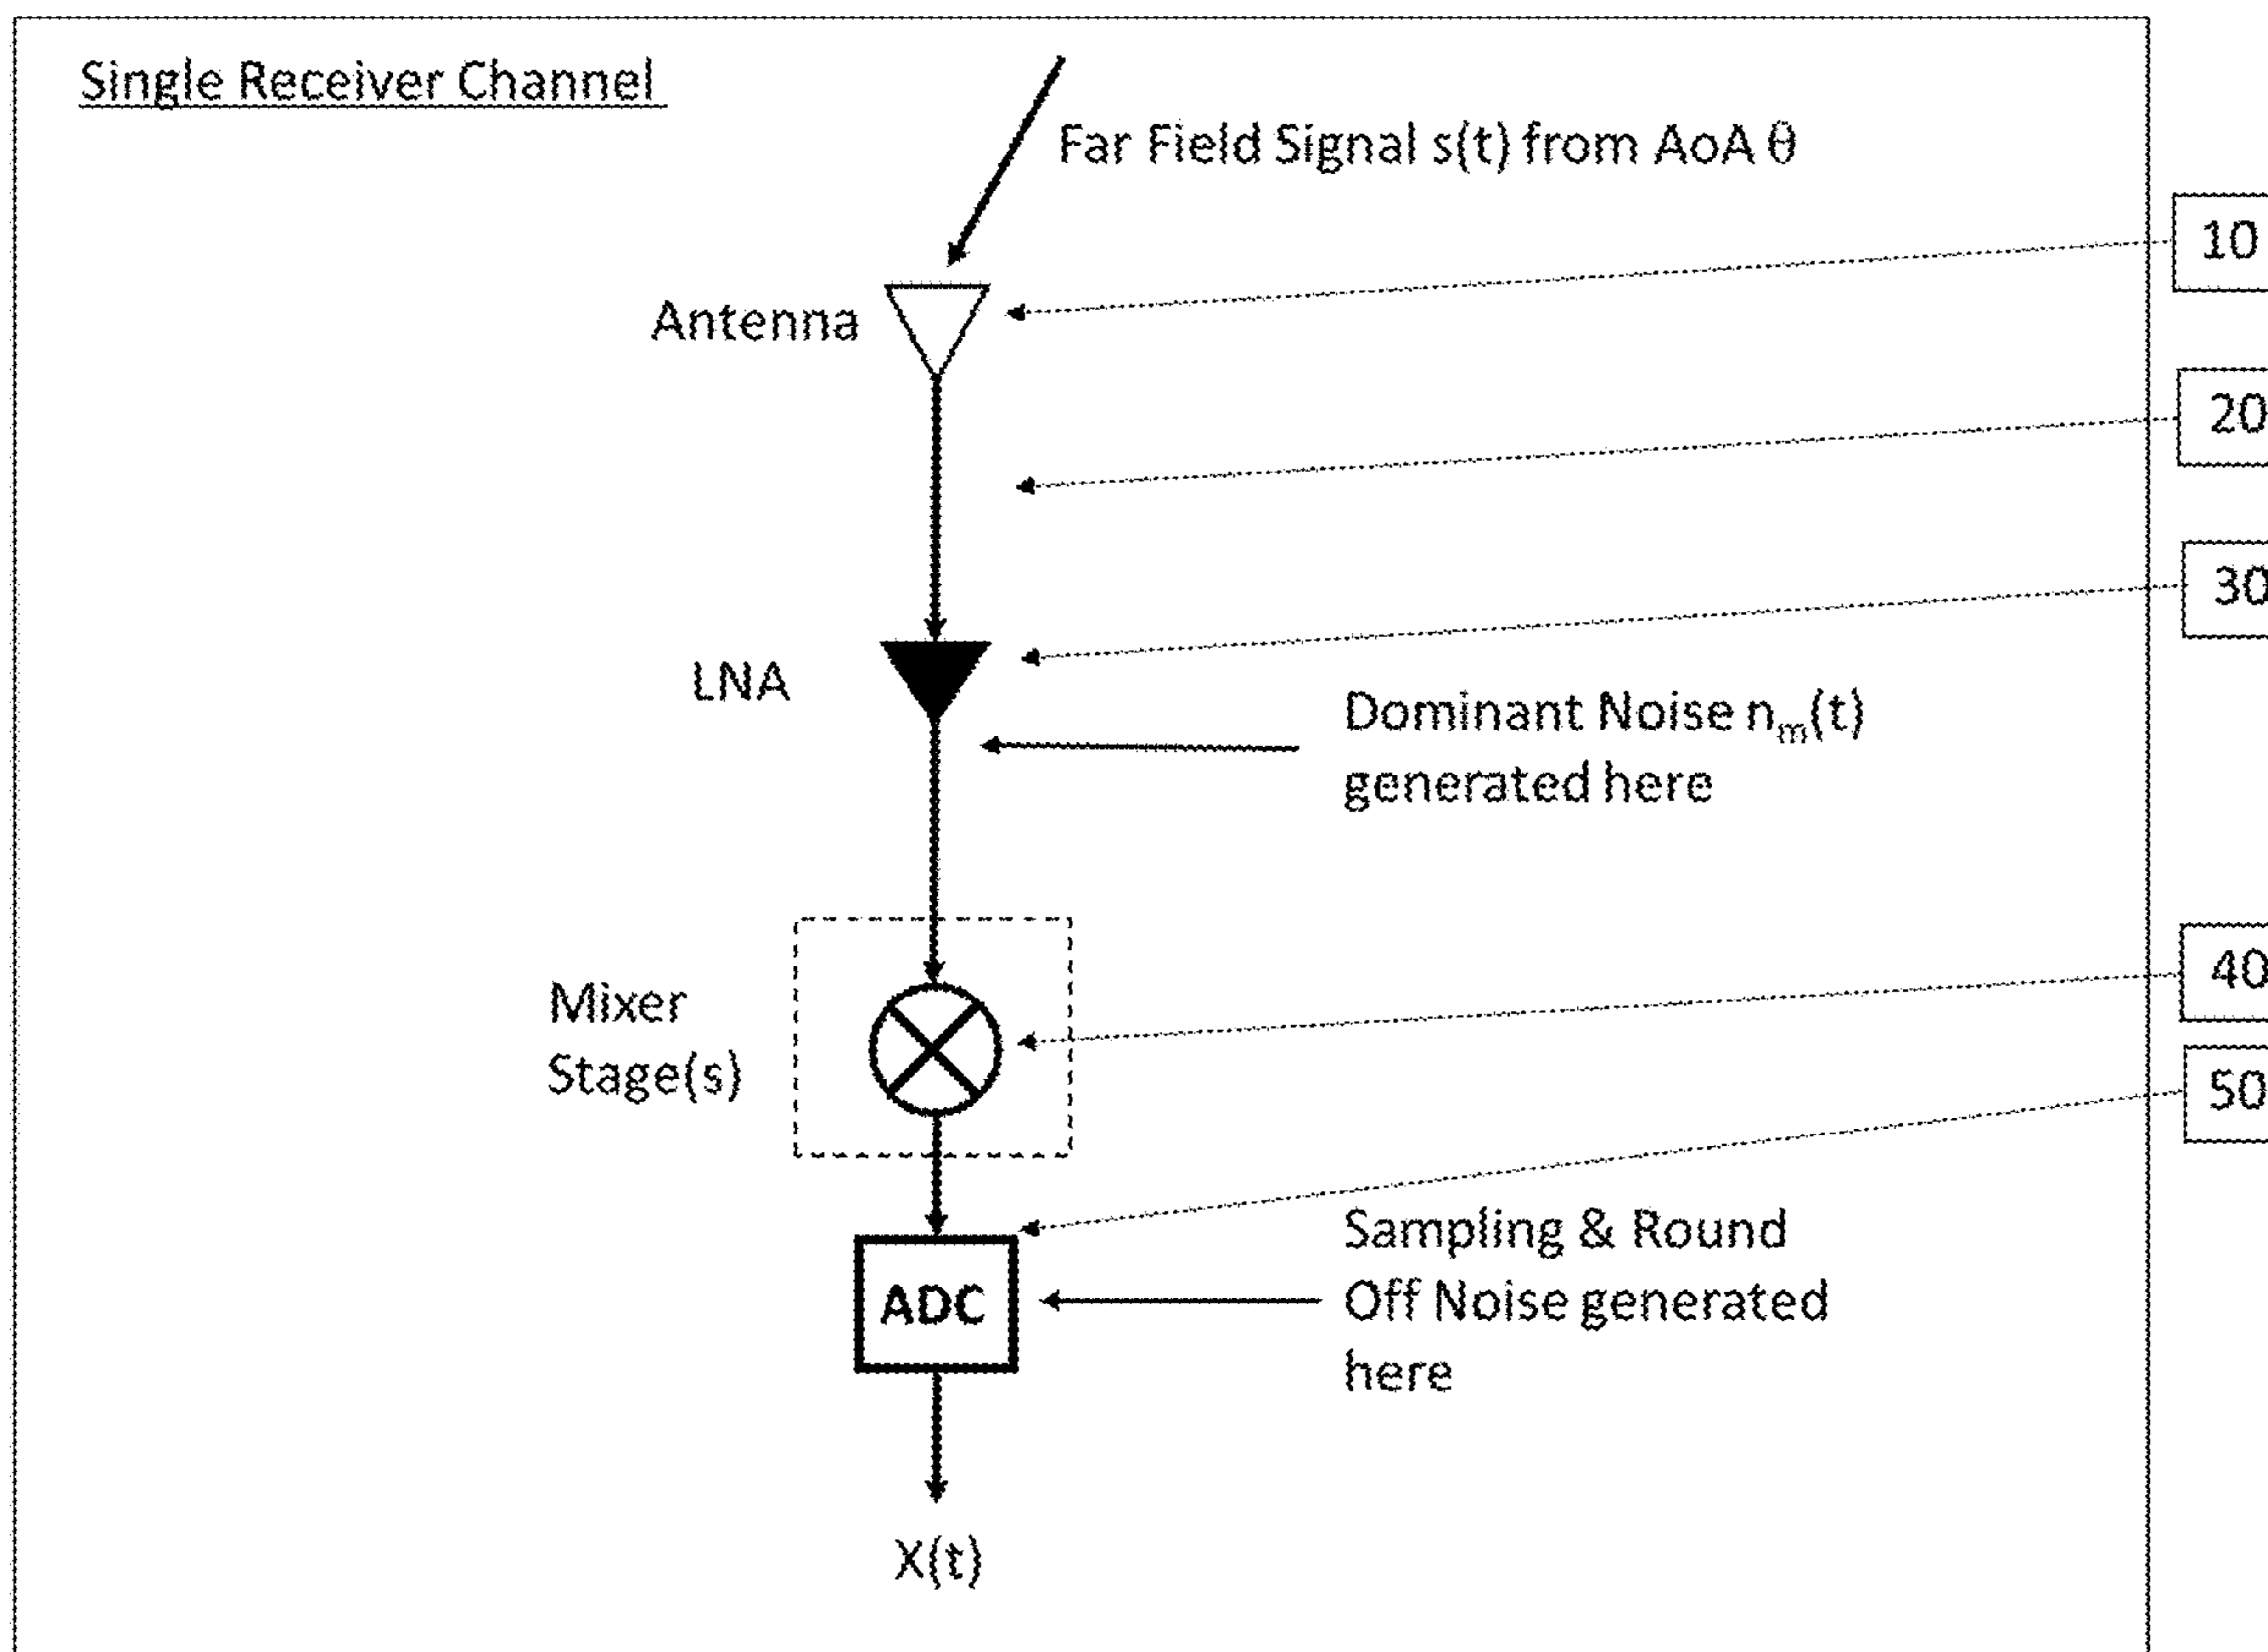 Single Receiver Channel
Far Field Signal s(t) from AoA θ
10
Antenna
20
30
LNA
Dominant Noise nₘ(t)
generated here
40
Mixer
Stage(s)
50
Sampling & Round
Off Noise generated
here
ADC
X(t)